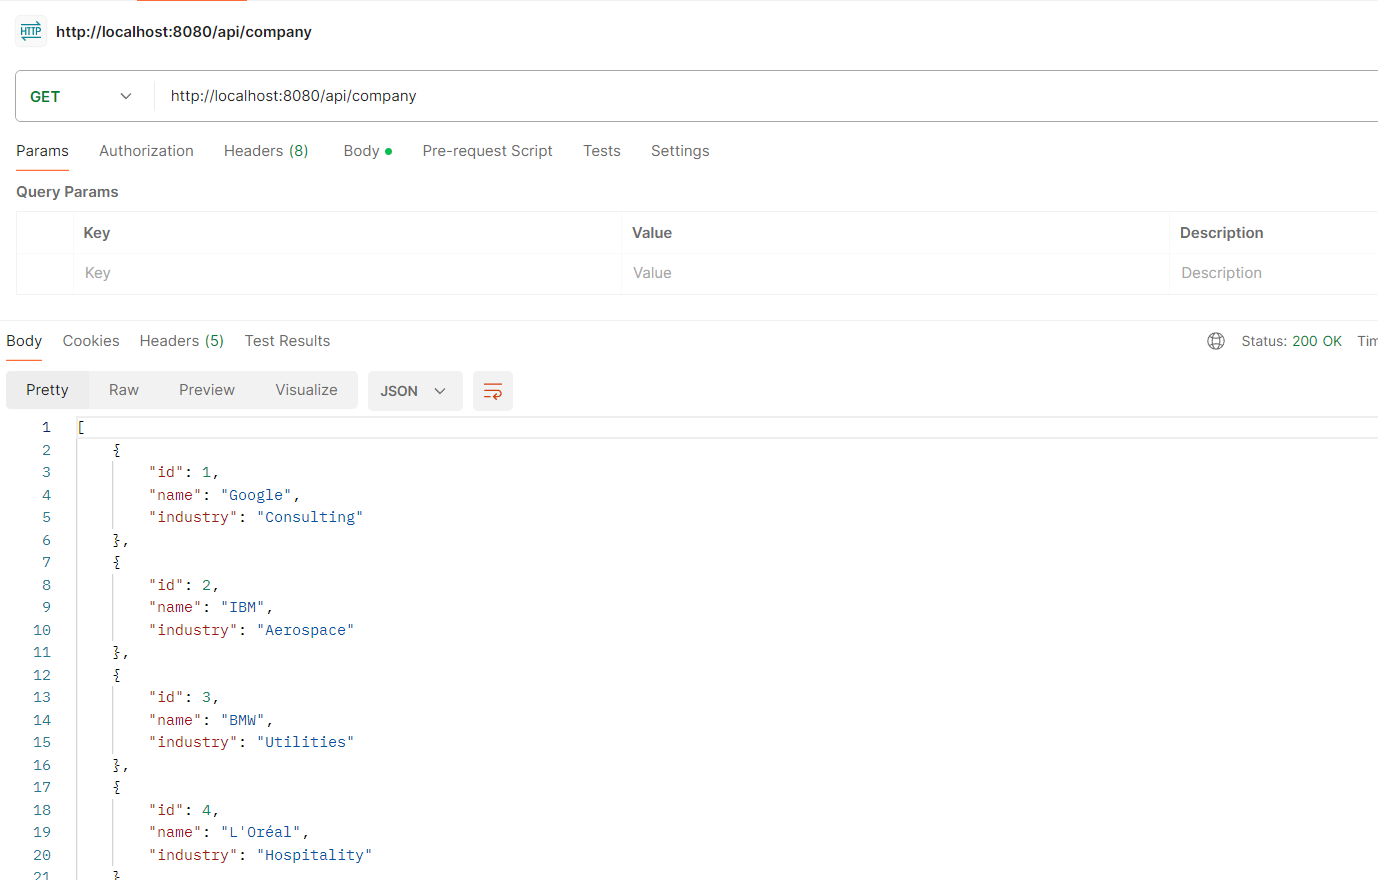 HTTP http://localhost:8080/api/company
GET http://localhost:8080/api/company
Params Authorization Headers (8) Body Pre-request Script Tests Settings
Query Params
Key Value Description
Key Value Description
Body Cookies Headers (5) Test Results Status: 200 OK Tim
Pretty Raw Preview Visualize JSON
1 [
2 {
3 "id": 1,
4 "name": "Google",
5 "industry": "Consulting"
6 },
7 {
8 "id": 2,
9 "name": "IBM",
10 "industry": "Aerospace"
11 },
12 {
13 "id": 3,
14 "name": "BMW",
15 "industry": "Utilities"
16 },
17 {
18 "id": 4,
19 "name": "L'Oréal",
20 "industry": "Hospitality"
21 }